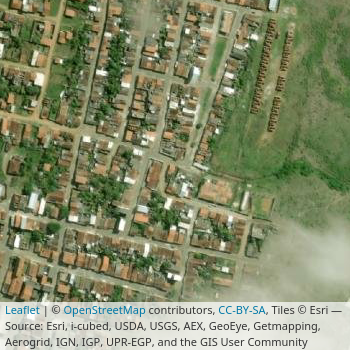 Leaflet | © OpenStreetMap contributors, CC-BY-SA, Tiles © Esri —
Source: Esri, i-cubed, USDA, USGS, AEX, GeoEye, Getmapping,
Aerogrid, IGN, IGP, UPR-EGP, and the GIS User Community